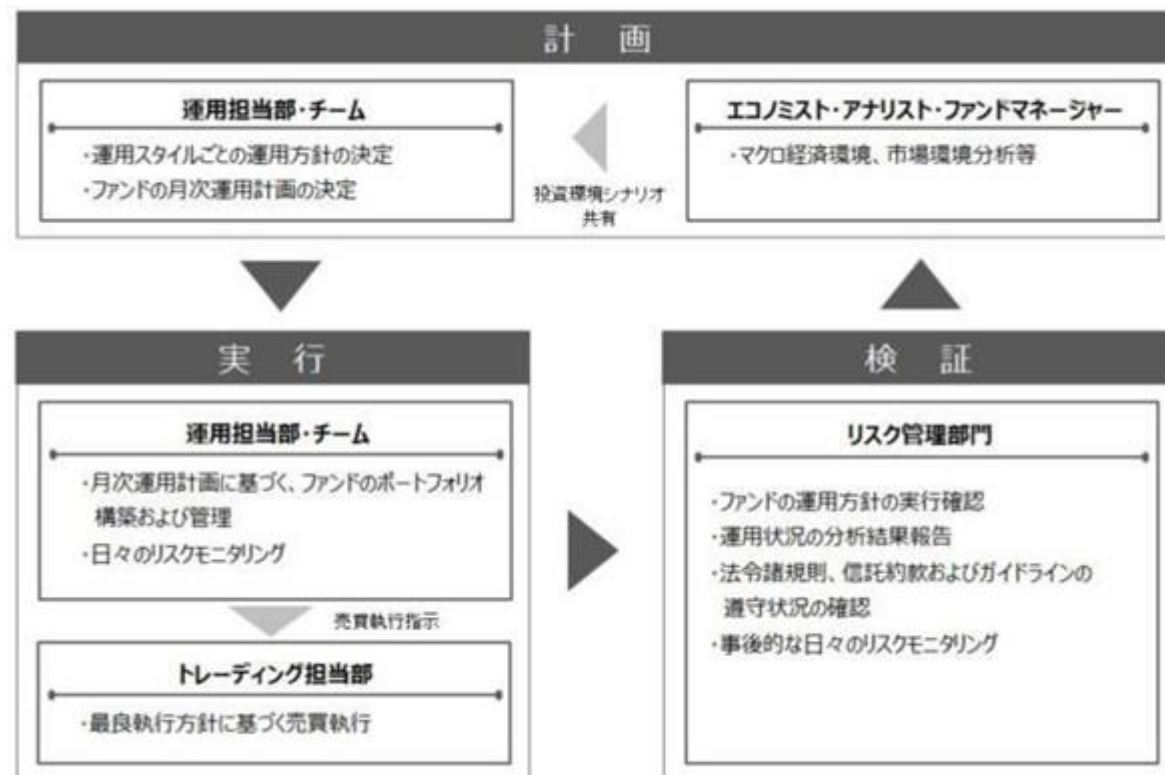 計 画
運用担当部・チーム
・運用スタイルごとの運用方針の決定
・ファンドの月次運用計画の決定
投資環境シナリオ
共有
エコノミスト・アナリスト・ファンドマネージャー
・マクロ経済環境、市場環境分析等
実 行
運用担当部・チーム
・月次運用計画に基づく、ファンドのポートフォリオ
構築および管理
・日々のリスクモニタリング
売買執行指示
トレーディング担当部
・最良執行方針に基づく売買執行
検 証
リスク管理部門
・ファンドの運用方針の実行確認
・運用状況の分析結果報告
・法令諸規則、信託約款およびガイドラインの
遵守状況の確認
・事後的な日々のリスクモニタリング